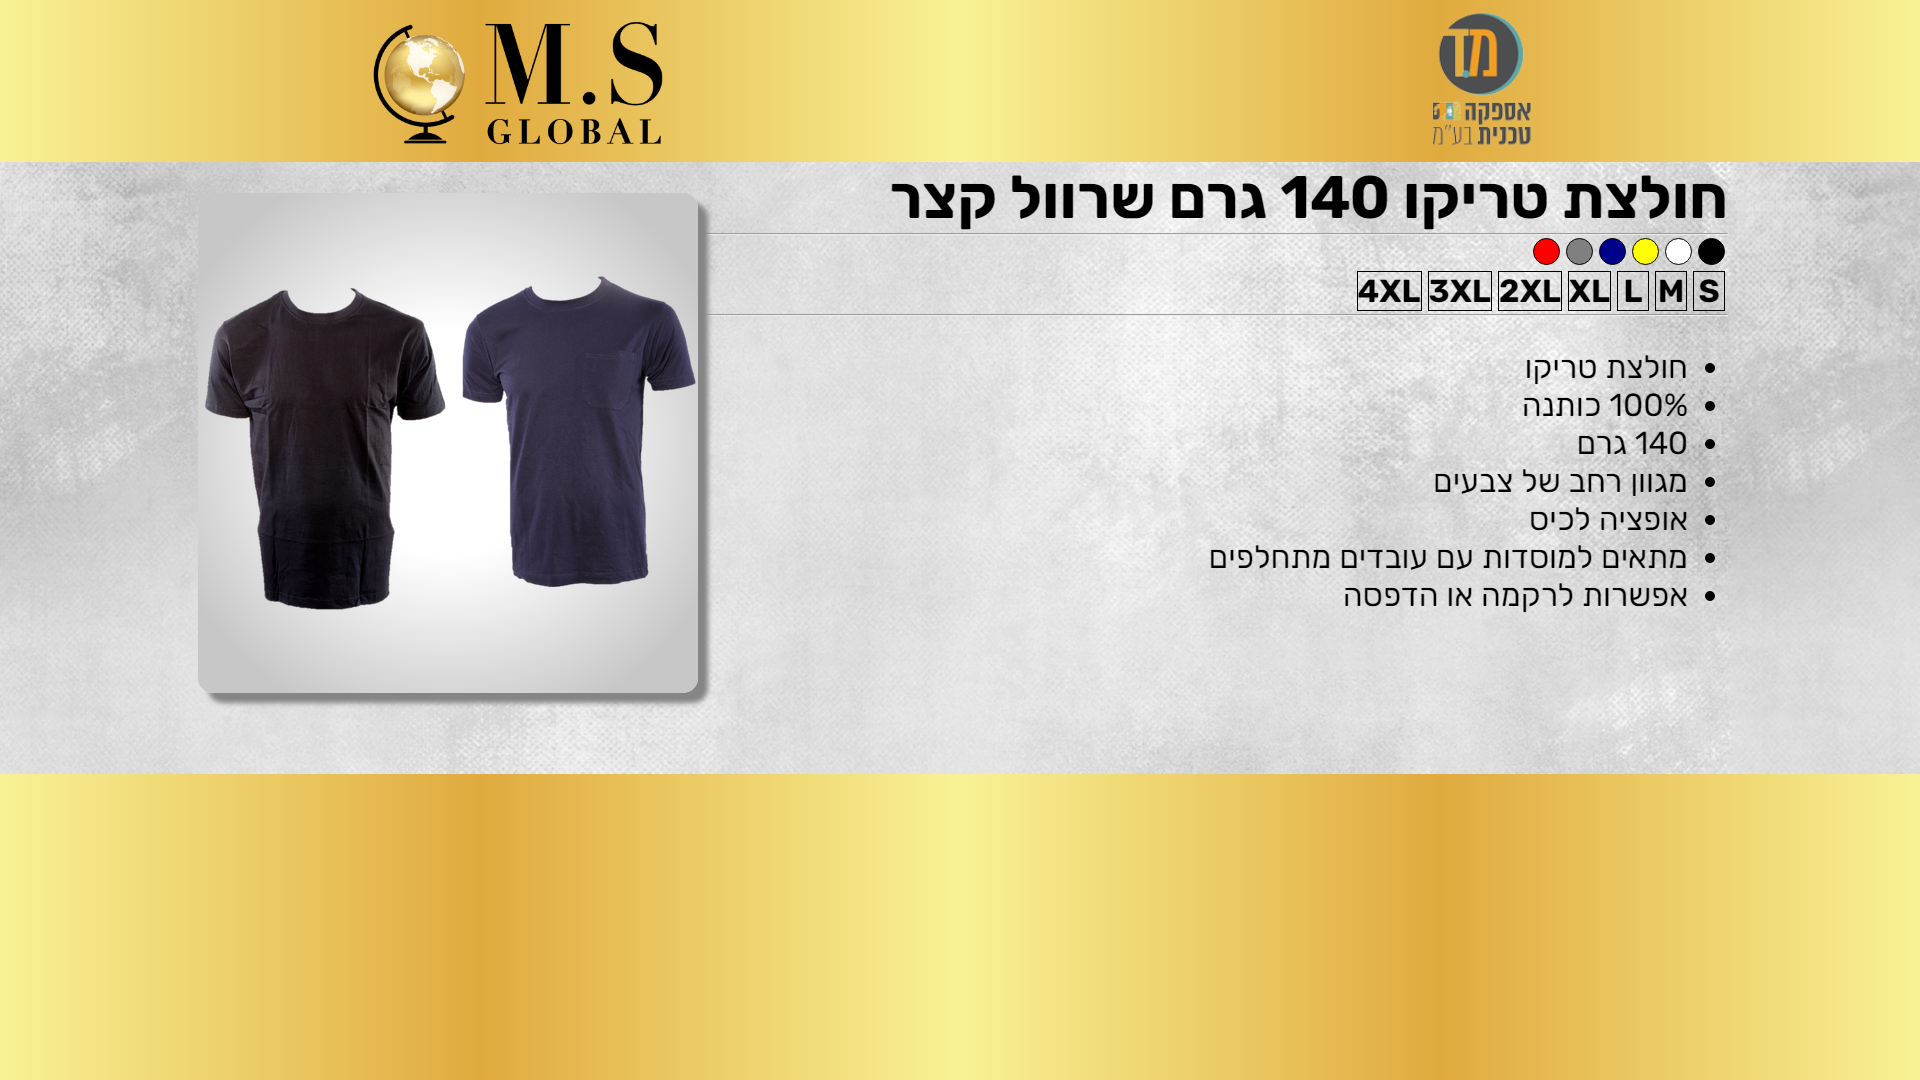 M.S
GLOBAL
מ.ד
אספקה
טכנית בע"מ
חולצת טריקו 140 גרם שרוול קצר
S M L XL 2XL 3XL 4XL
• חולצת טריקו
• 100% כותנה
• 140 גרם
• מגוון רחב של צבעים
• אופציה לכיס
• מתאים למוסדות עם עובדים מתחלפים
• אפשרות לרקמה או הדפסה